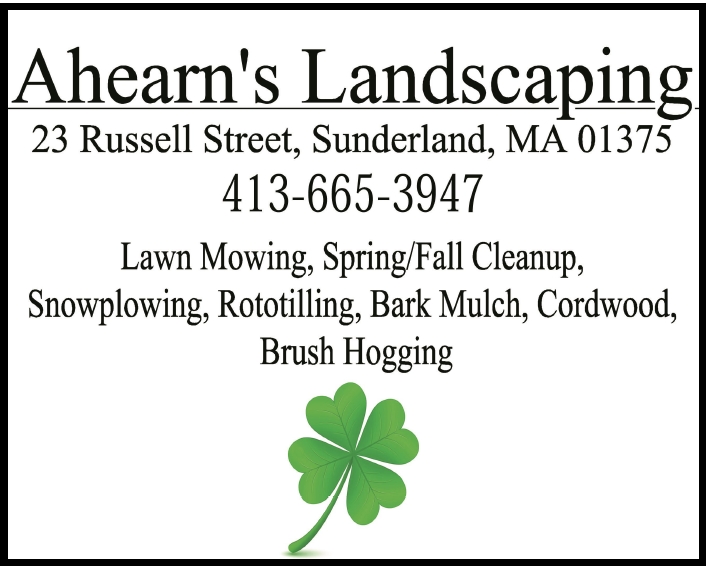 Ahearn's Landscaping
23 Russell Street, Sunderland, MA 01375
413-665-3947
Lawn Mowing, Spring/Fall Cleanup,
Snowplowing, Rototilling, Bark Mulch, Cordwood,
Brush Hogging